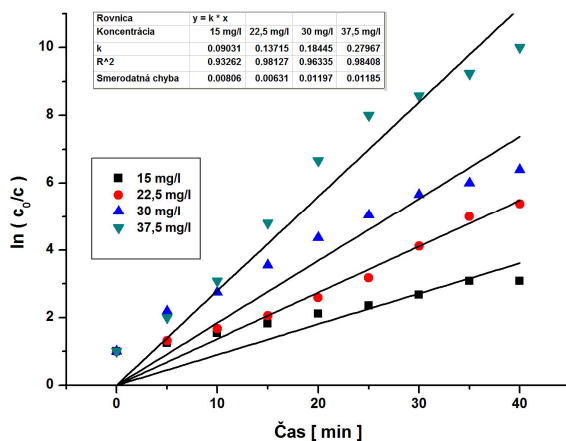 Rovnica y = k * x
Koncentrácia 15 mg/l 22,5 mg/l 30 mg/l 37,5 mg/l
k 0.09031 0.13715 0.18445 0.27967
R^2 0.93262 0.98127 0.96335 0.98408
Smerodatná chyba 0.00806 0.00631 0.01197 0.01185
ln ( c0/c )
10
8
6
4
2
0
15 mg/l
22,5 mg/l
30 mg/l
37,5 mg/l
0 10 20 30 40
Čas [ min ]